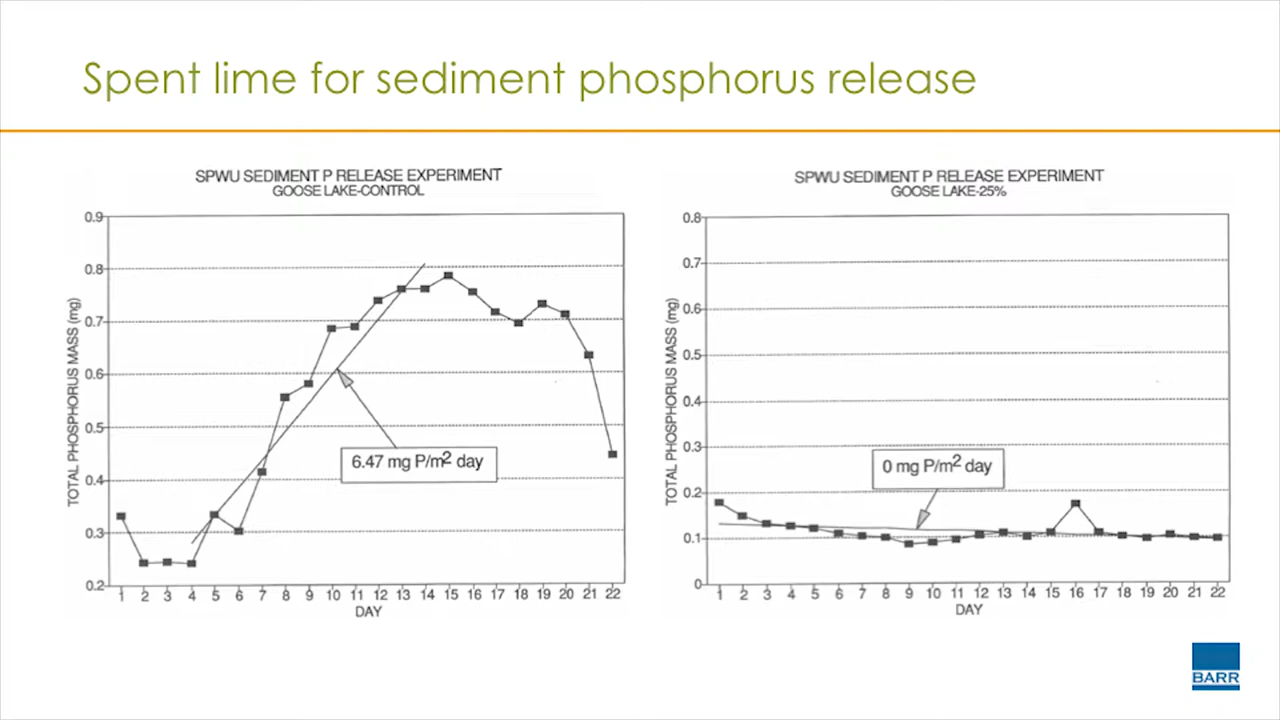 Spent lime for sediment phosphorus release
SPWU SEDIMENT P RELEASE EXPERIMENT
GOOSE LAKE-CONTROL
0.9
0.8
0.7
0.6
0.5
0.4
0.3
0.2
TOTAL PHOSPHORUS MASS (mg)
6.47 mg P/m² day
1 2 3 4 5 6 7 8 9 10 11 12 13 14 15 16 17 18 19 20 21 22
DAY
SPWU SEDIMENT P RELEASE EXPERIMENT
GOOSE LAKE-25%
0.8
0.7
0.6
0.5
0.4
0.3
0.2
0.1
0
TOTAL PHOSPHORUS MASS (mg)
0 mg P/m² day
1 2 3 4 5 6 7 8 9 10 11 12 13 14 15 16 17 18 19 20 21 22
DAY
BARR